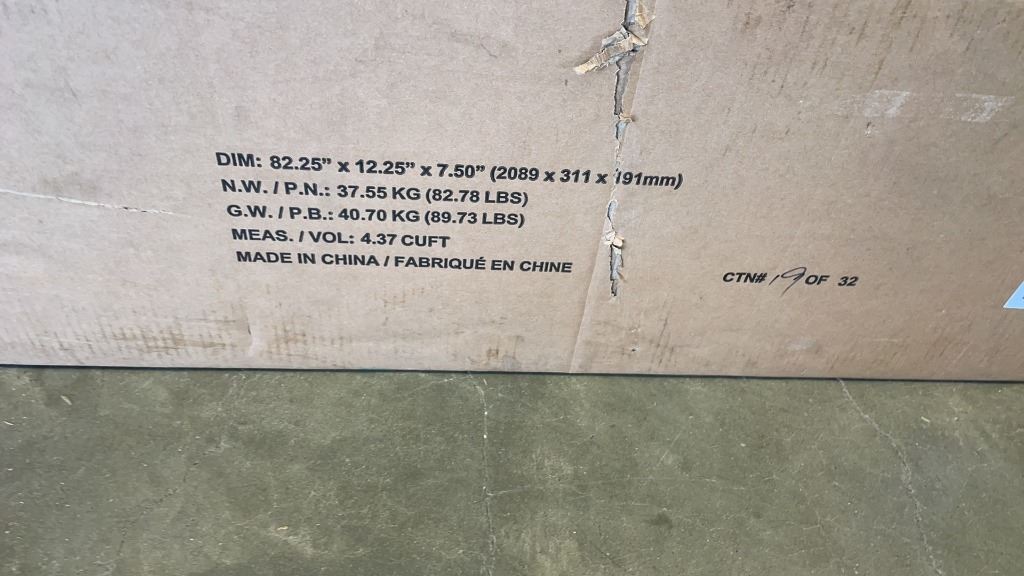 DIM: 82.25" x 12.25" x 7.50" (2089 x 311 x 191mm)
N.W. / P.N.: 37.55 KG (82.78 LBS)
G.W. / P.B.: 40.70 KG (89.73 LBS)
MEAS. / VOL: 4.37 CUFT
MADE IN CHINA / FABRIQUÉ EN CHINE
CTN# 19 OF 32